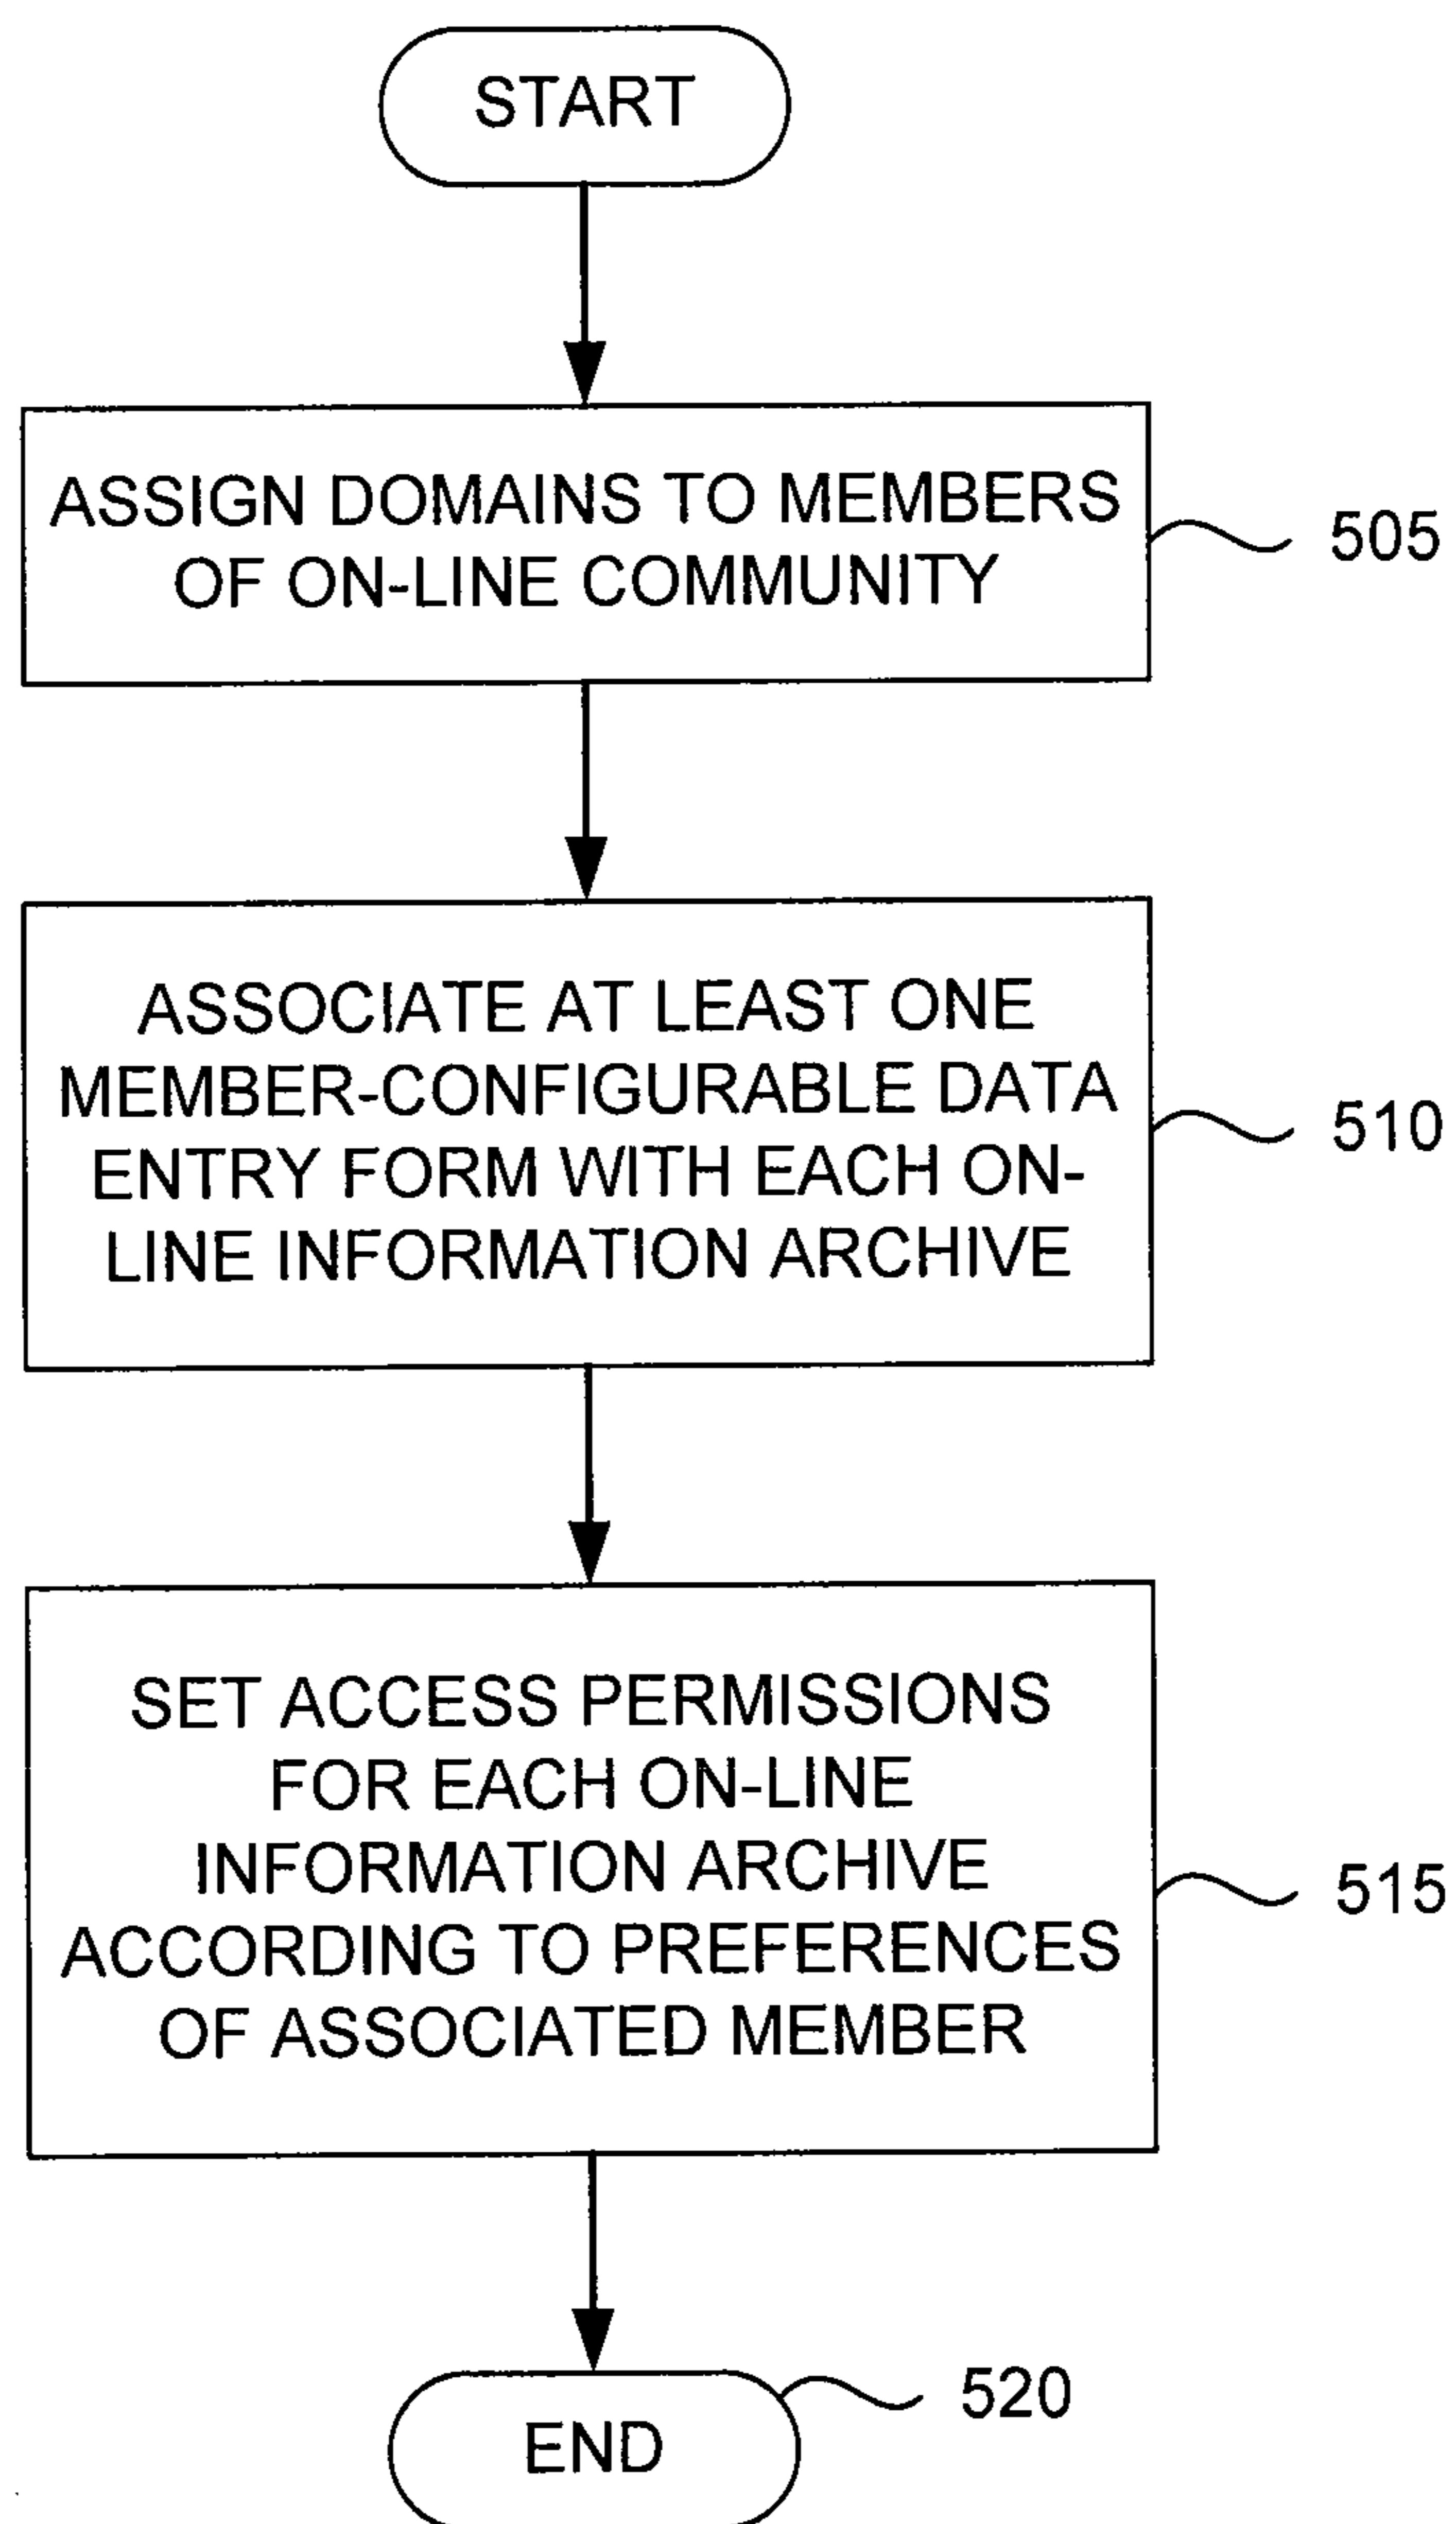 START
ASSIGN DOMAINS TO MEMBERS
OF ON-LINE COMMUNITY
505
ASSOCIATE AT LEAST ONE
MEMBER-CONFIGURABLE DATA
ENTRY FORM WITH EACH ON-
LINE INFORMATION ARCHIVE
510
SET ACCESS PERMISSIONS
FOR EACH ON-LINE
INFORMATION ARCHIVE
ACCORDING TO PREFERENCES
OF ASSOCIATED MEMBER
515
520
END